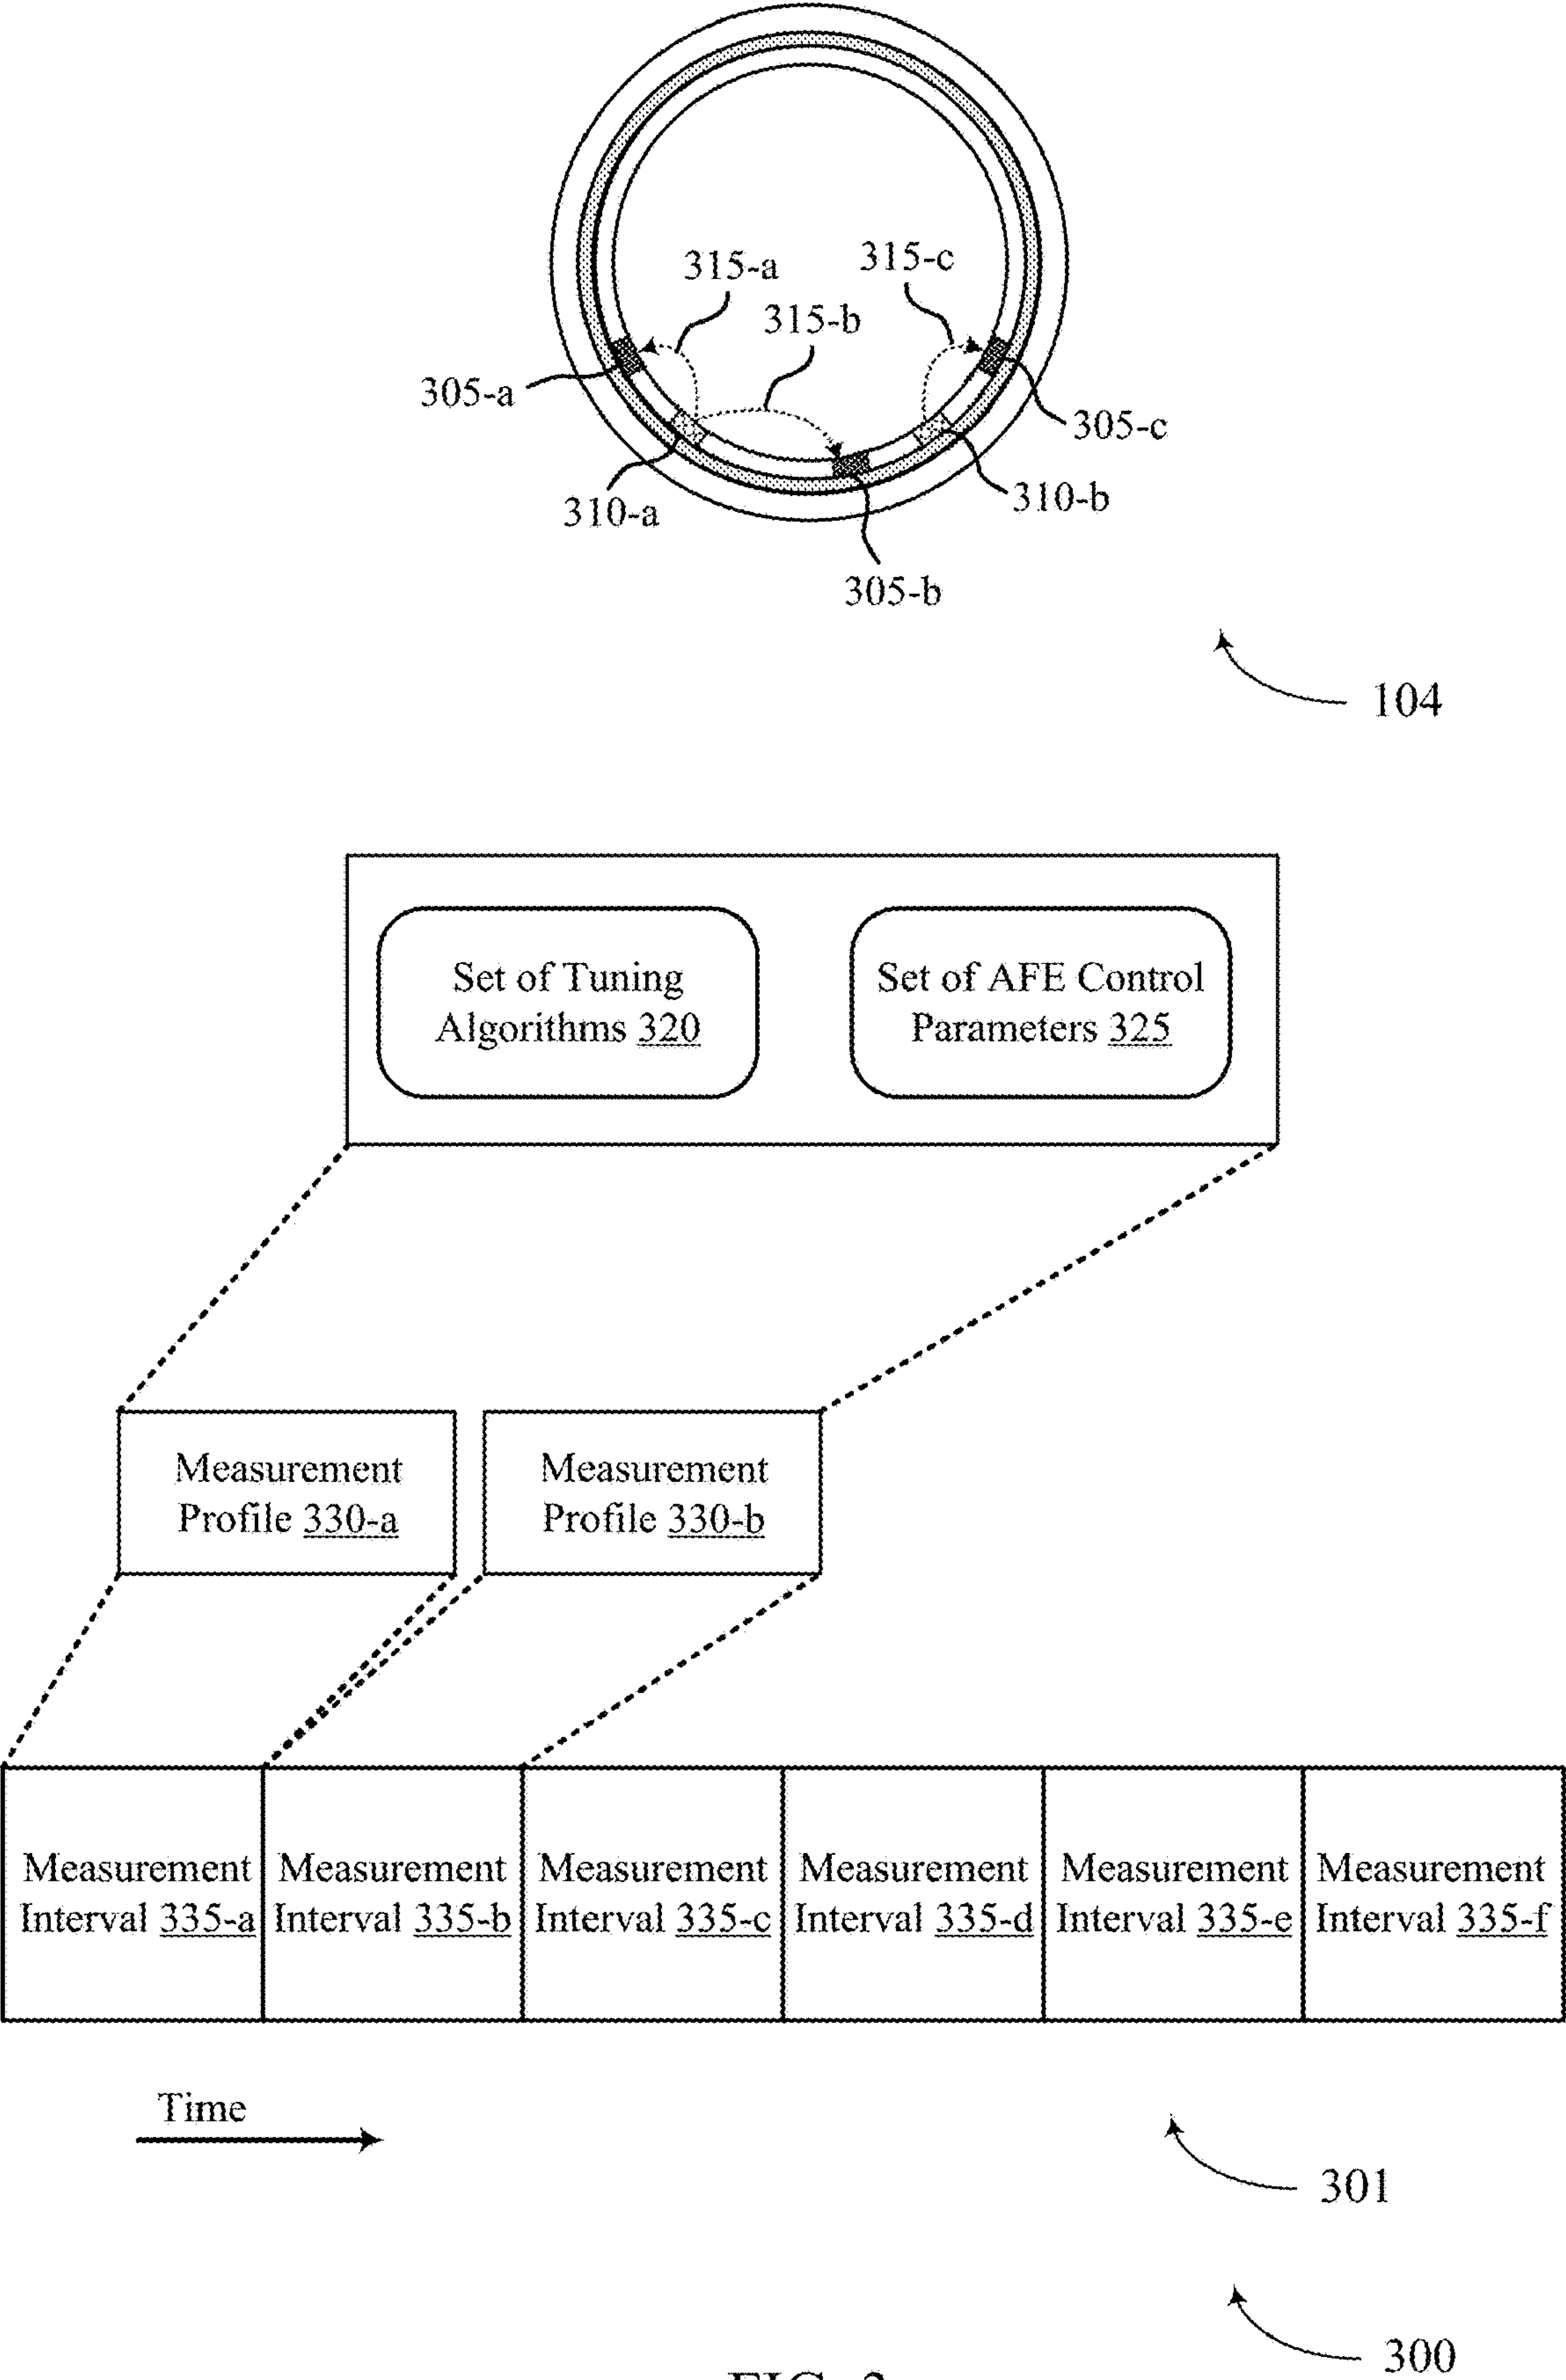 315-a
315-c
315-b
305-a
305-c
310-a
310-b
305-b
104
Set of Tuning
Algorithms 320
Set of AFE Control
Parameters 325
Measurement
Profile 330-a
Measurement
Profile 330-b
Measurement
Interval 335-a
Measurement
Interval 335-b
Measurement
Interval 335-c
Measurement
Interval 335-d
Measurement
Interval 335-e
Measurement
Interval 335-f
Time
301
300
FIG.